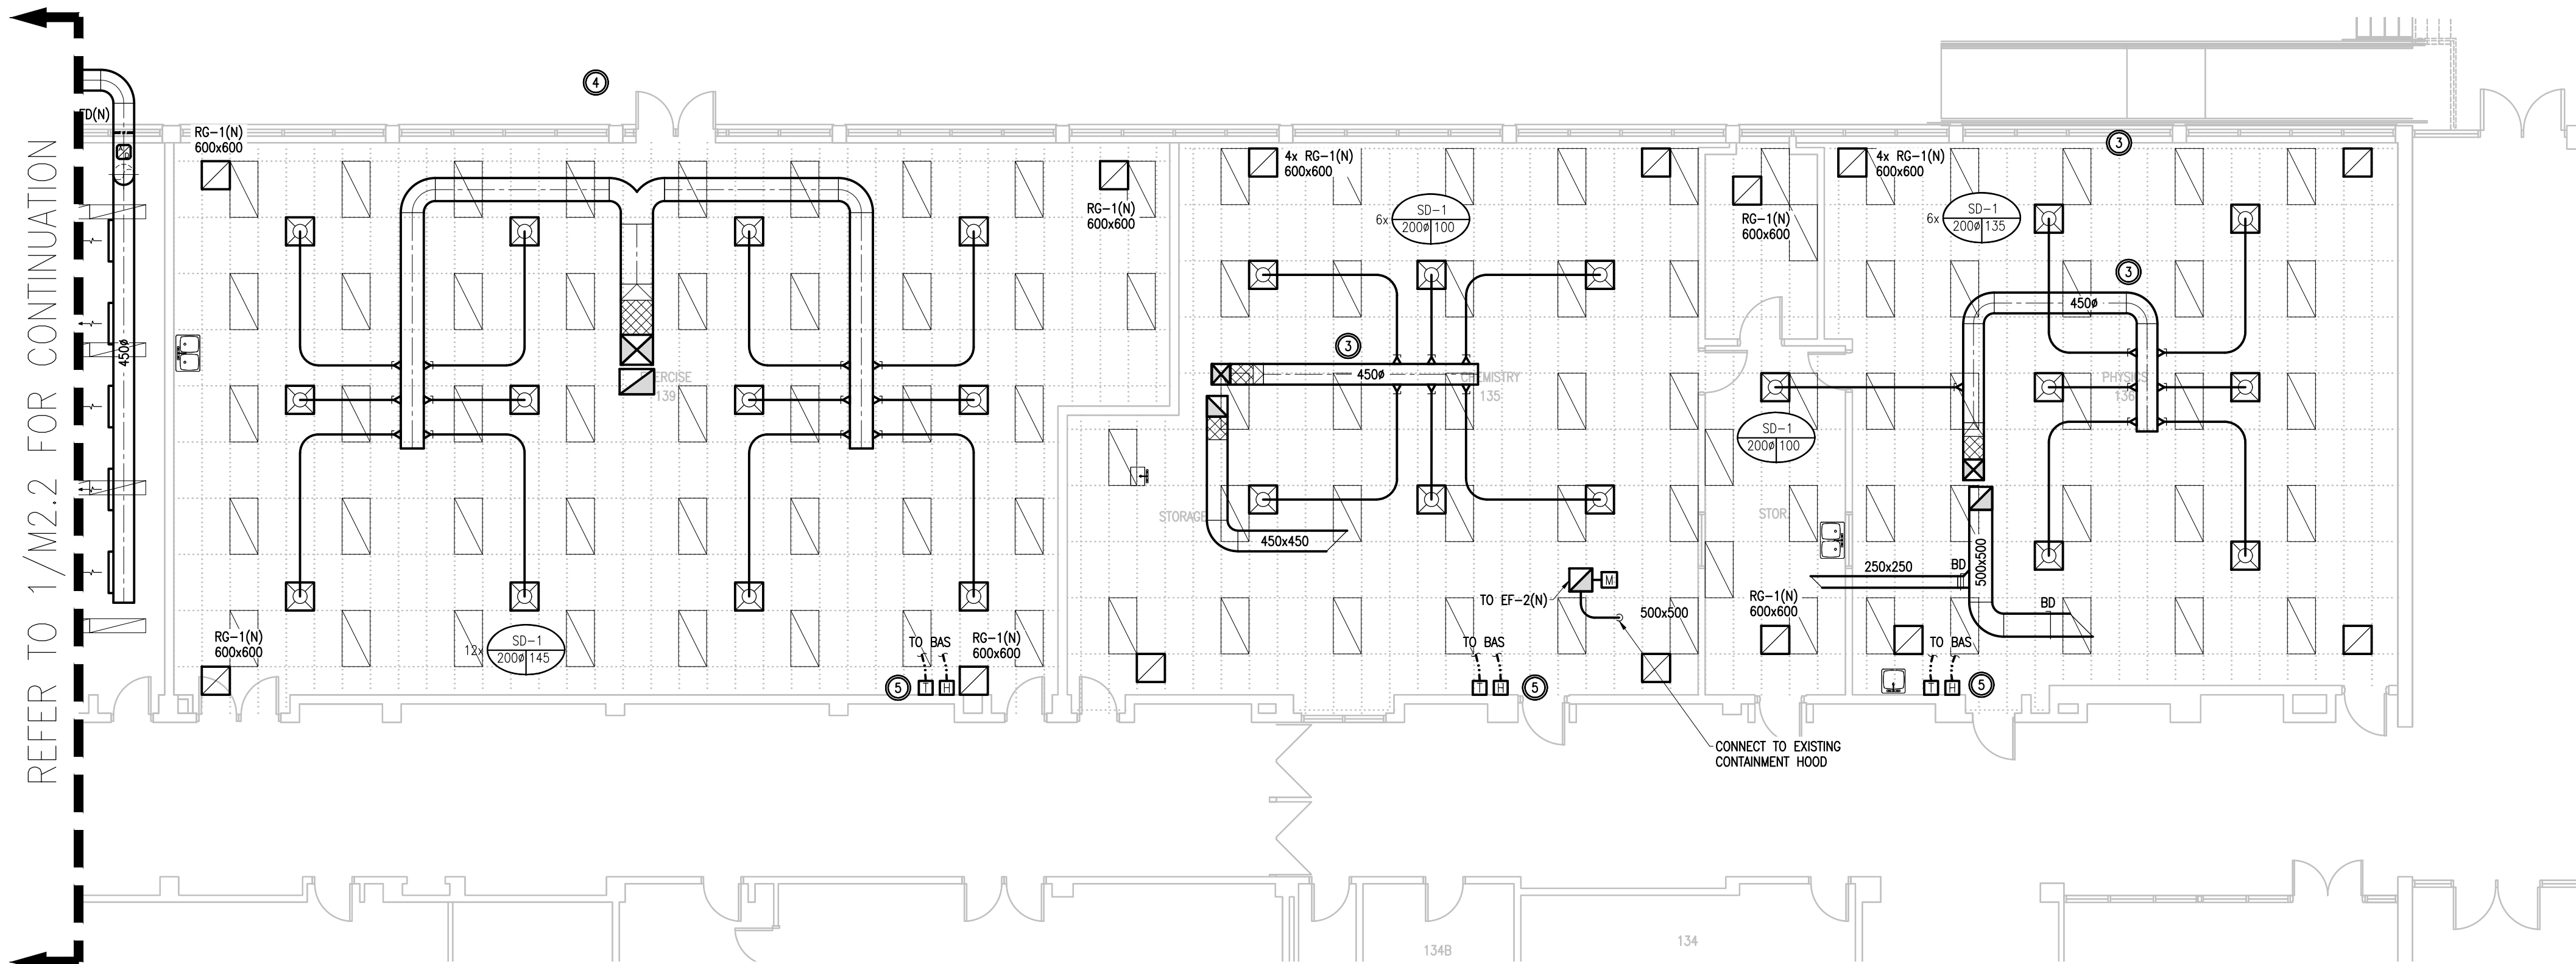 REFER TO 1/M2.2 FOR CONTINUATION
FD(N)
450ø
4
RG-1(N)
600x600
RG-1(N)
600x600
ERCISE
139
RG-1(N)
600x600
12x
SD-1
200ø 145
TO BAS
T H
5
RG-1(N)
600x600
4x RG-1(N)
600x600
6x
SD-1
200ø 100
3
450ø
CHEMISTRY
135
STORAGE
450x450
TO EF-2(N)
M
500x500
TO BAS
T H
5
CONNECT TO EXISTING
CONTAINMENT HOOD
RG-1(N)
600x600
SD-1
200ø 100
STOR.
RG-1(N)
600x600
4x RG-1(N)
600x600
3
6x
SD-1
200ø 135
3
450ø
PHYSICS
136
250x250
BD
500x500
BD
TO BAS
T H
5
134B
134